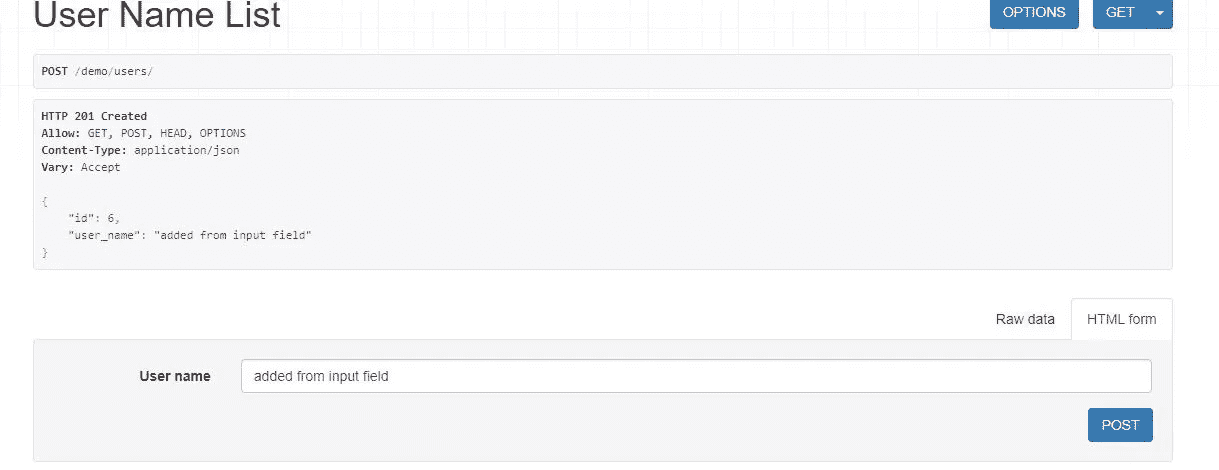 User Name List
OPTIONS
GET
POST /demo/users/
HTTP 201 Created
Allow: GET, POST, HEAD, OPTIONS
Content-Type: application/json
Vary: Accept
{
"id": 6,
"user_name": "added from input field"
}
Raw data
HTML form
User name
added from input field
POST